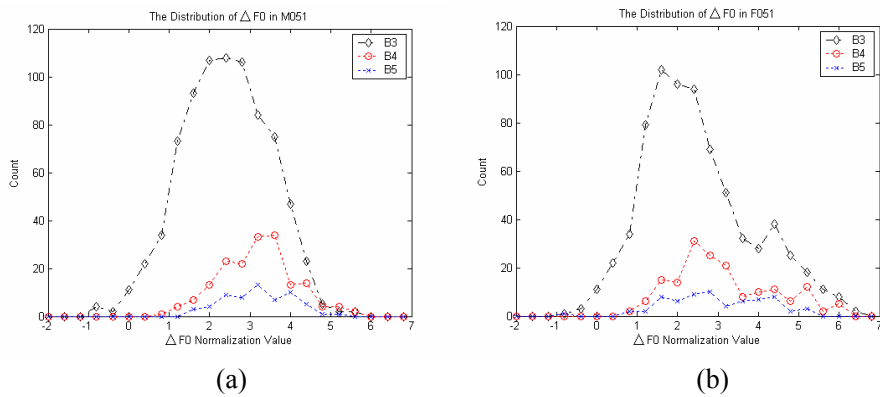 The Distribution of △ F0 in M051
120
100
80
60
40
20
0
Count
B3
B4
B5
-2 -1 0 1 2 3 4 5 6 7
△ F0 Normalization Value
(a)
The Distribution of △ F0 in F051
120
100
80
60
40
20
0
Count
B3
B4
B5
-2 -1 0 1 2 3 4 5 6 7
△ F0 Normalization Value
(b)